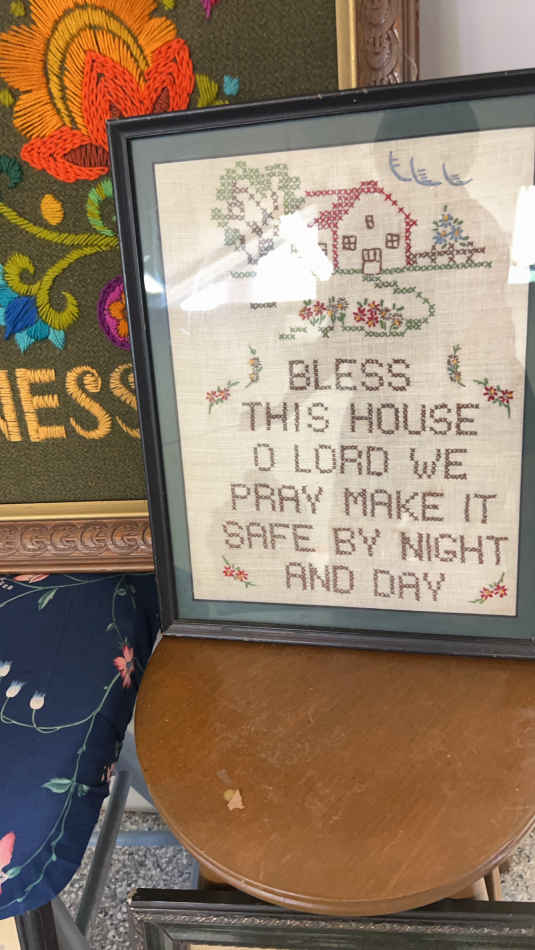 NESS
BLESS
THIS HOUSE
O LORD WE
PRAY MAKE IT
SAFE BY NIGHT
AND DAY